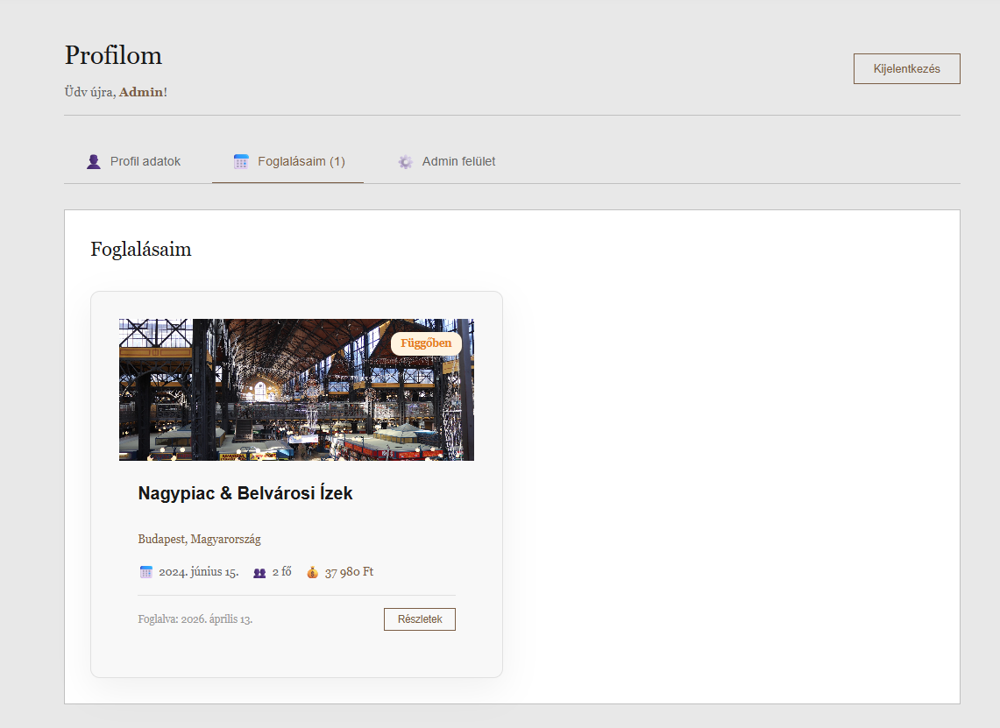 Profilom
Kijelentkezés
Üdv újra, Admin!
Profil adatok
Foglalásaim (1)
Admin felület
Foglalásaim
Függőben
Nagypiac & Belvárosi Ízek
Budapest, Magyarország
2024. június 15.
2 fő
37 980 Ft
Foglalva: 2026. április 13.
Részletek